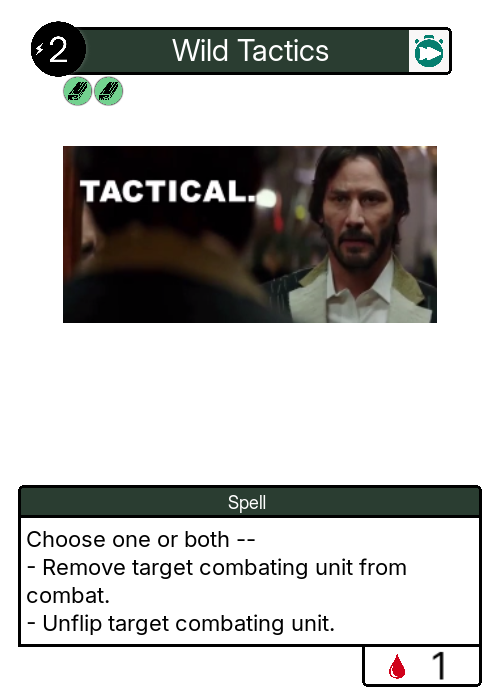 2
Wild Tactics
TACTICAL.
Spell
Choose one or both --
- Remove target combating unit from
combat.
- Unflip target combating unit.
1